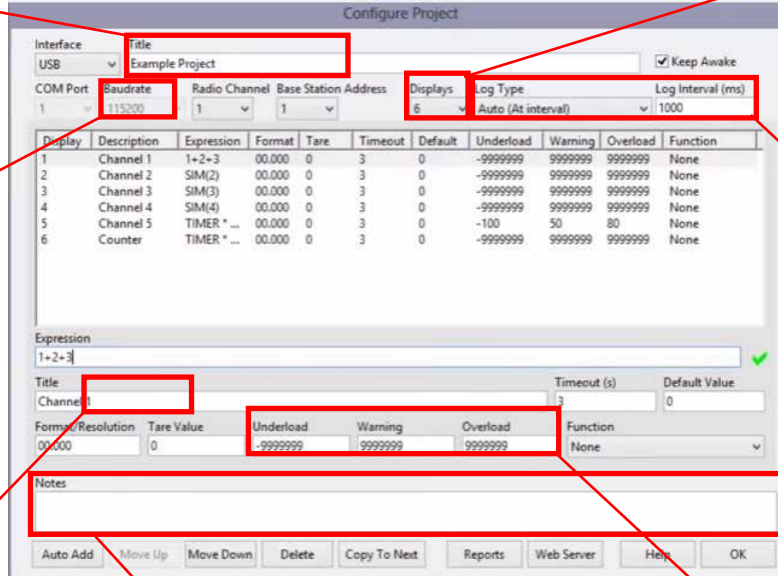 Configure Project
Interface Title
USB Example Project Keep Awake
COM Port Baudrate Radio Channel Base Station Address Displays Log Type Log Interval (ms)
1 115200 1 1 6 Auto (At interval) 1000
Display Description Expression Format Tare Timeout Default Underload Warning Overload Function
1 Channel 1 1+2+3 00.000 0 3 0 -9999999 9999999 9999999 None
2 Channel 2 SIM(2) 00.000 0 3 0 -9999999 9999999 9999999 None
3 Channel 3 SIM(3) 00.000 0 3 0 -9999999 9999999 9999999 None
4 Channel 4 SIM(4) 00.000 0 3 0 -9999999 9999999 9999999 None
5 Channel 5 TIMER * ... 00.000 0 3 0 -100 50 80 None
6 Counter TIMER * ... 00.000 0 3 0 -9999999 9999999 9999999 None
Expression
1+2+3
Title Timeout (s) Default Value
Channel 1 3 0
Format/Resolution Tare Value Underload Warning Overload Function
00.000 0 -9999999 9999999 9999999 None
Notes
Auto Add Move Up Move Down Delete Copy To Next Reports Web Server Help OK